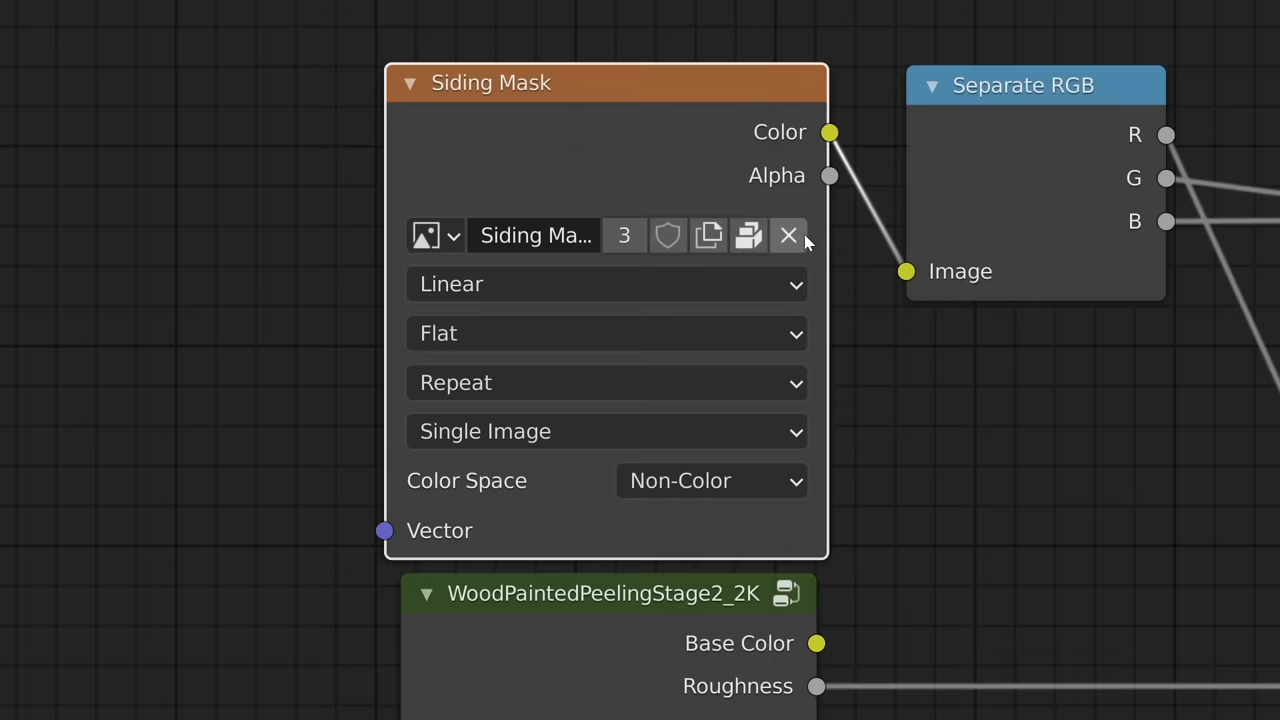 Siding Mask
Color
Alpha
Siding Ma... 3
Linear
Flat
Repeat
Single Image
Color Space Non-Color
Vector
Separate RGB
R
G
B
Image
WoodPaintedPeelingStage2_2K
Base Color
Roughness